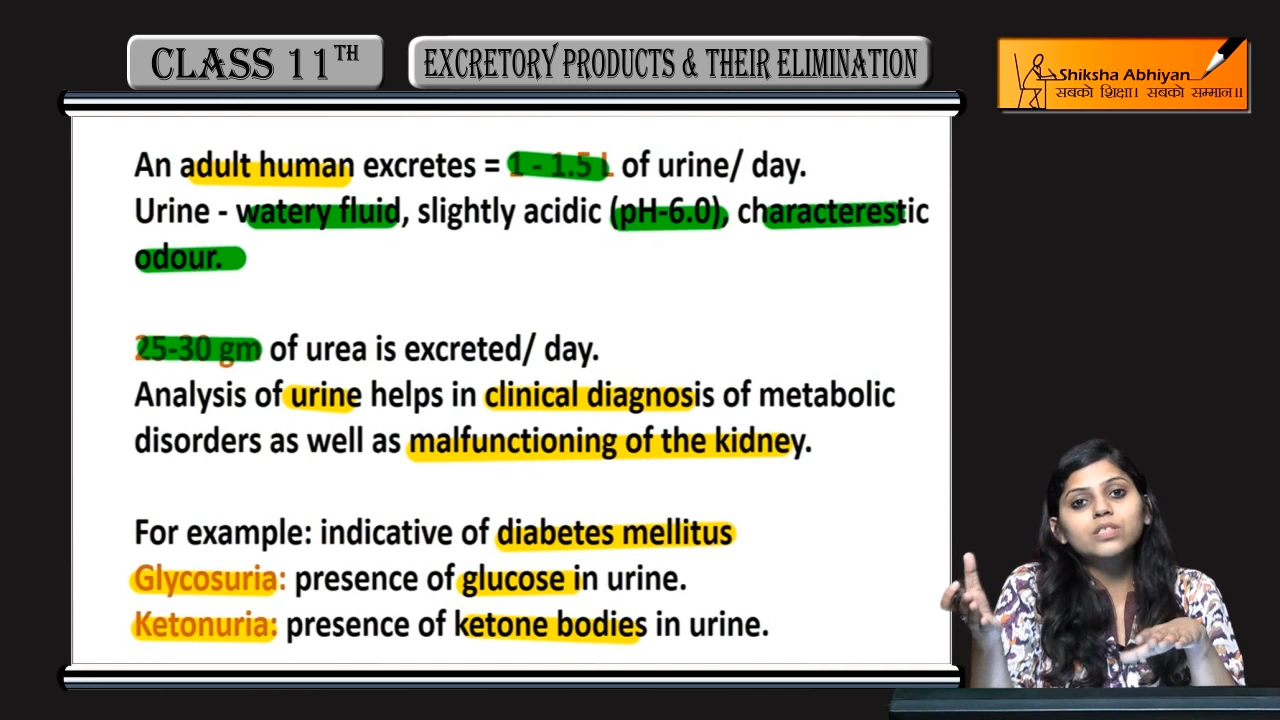 CLASS 11TH
EXCRETORY PRODUCTS & THEIR ELIMINATION
Shiksha Abhiyan
सबको शिक्षा। सबको सम्मान॥
An adult human excretes = 1 - 1.5 L of urine/ day.
Urine - watery fluid, slightly acidic (pH-6.0), characterestic
odour.
25-30 gm of urea is excreted/ day.
Analysis of urine helps in clinical diagnosis of metabolic
disorders as well as malfunctioning of the kidney.
For example: indicative of diabetes mellitus
Glycosuria: presence of glucose in urine.
Ketonuria: presence of ketone bodies in urine.